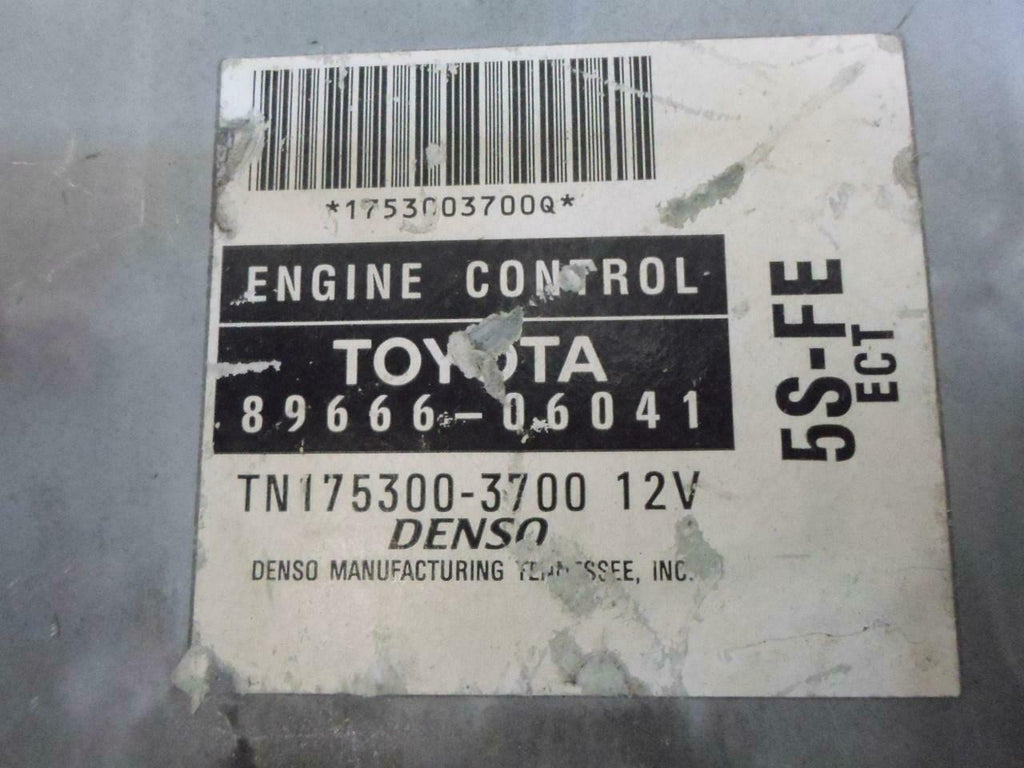 *1753003700Q*
ENGINE CONTROL
TOYOTA
89666-06041
TN175300-3700 12V
DENSO
DENSO MANUFACTURING TENNESSEE, INC.
5S-FE
ECT